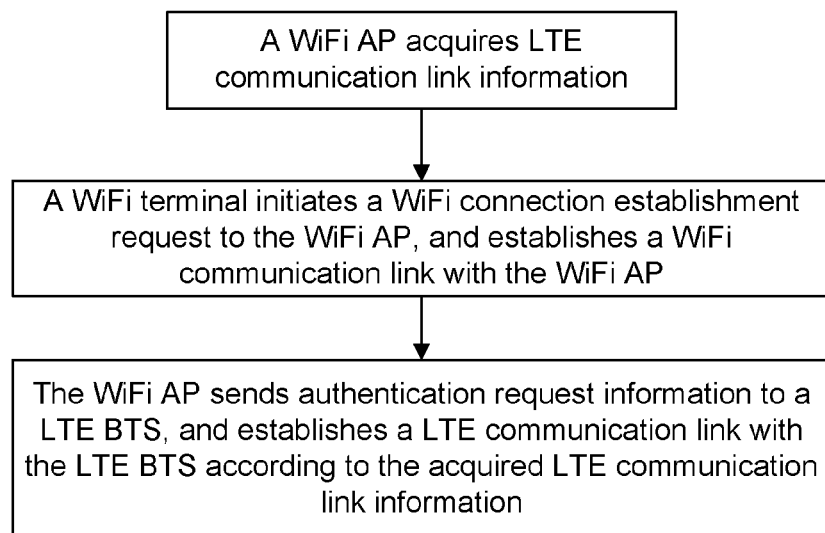 A WiFi AP acquires LTE
communication link information
A WiFi terminal initiates a WiFi connection establishment
request to the WiFi AP, and establishes a WiFi
communication link with the WiFi AP
The WiFi AP sends authentication request information to a
LTE BTS, and establishes a LTE communication link with
the LTE BTS according to the acquired LTE communication
link information